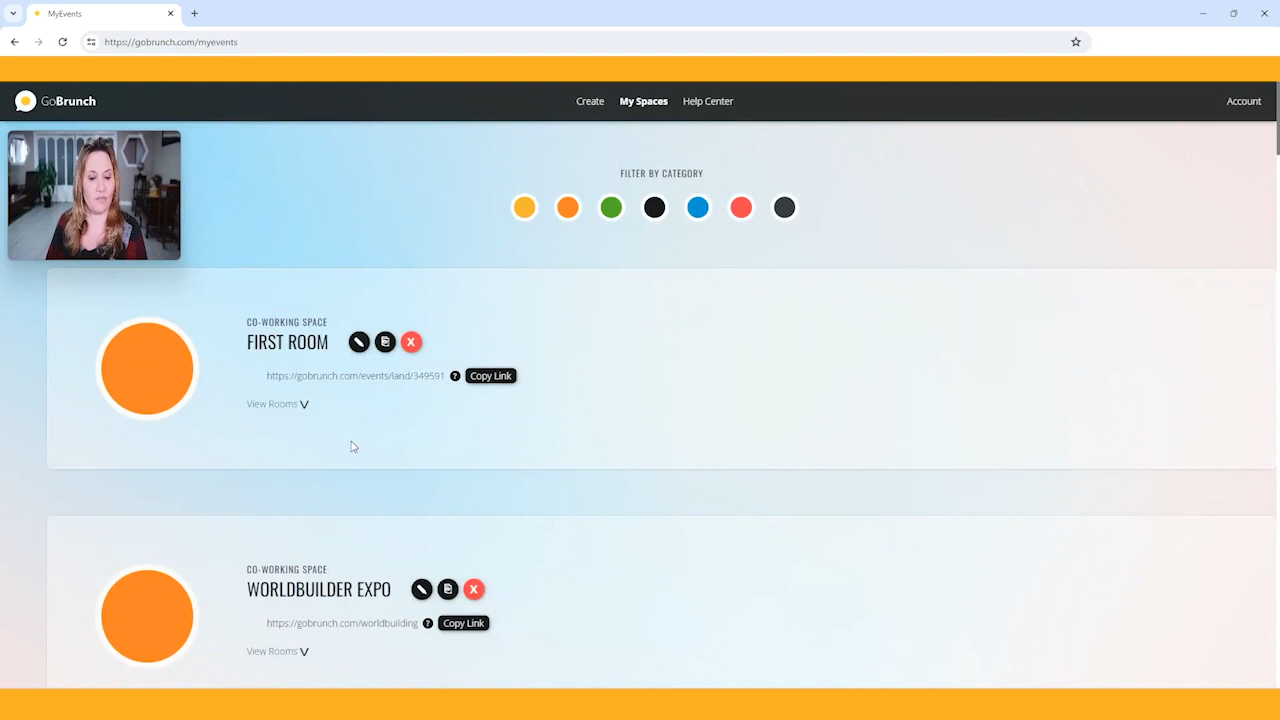 MyEvents
https://gobrunch.com/myevents
GoBrunch
Create My Spaces Help Center
Account
FILTER BY CATEGORY
CO-WORKING SPACE
FIRST ROOM
X
https://gobrunch.com/events/land/349591 ? Copy Link
View Rooms V
CO-WORKING SPACE
WORLDBUILDER EXPO
X
https://gobrunch.com/worldbuilding ? Copy Link
View Rooms V